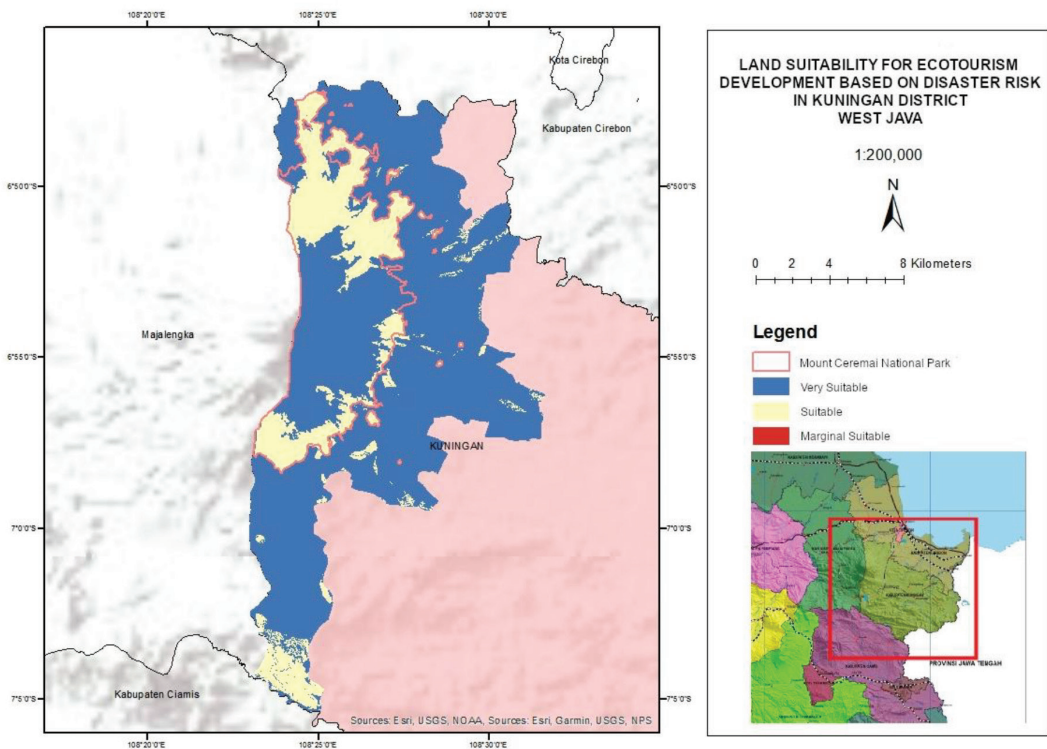 108°20'0"E
108°25'0"E
108°30'0"E
Kota Cirebon
Kabupaten Cirebon
6°50'0"S
6°50'0"S
Majalengka
6°55'0"S
6°55'0"S
KUNINGAN
7°0'0"S
7°0'0"S
Kabupaten Ciamis
7°5'0"S
7°5'0"S
Sources: Esri, USGS, NOAA, Sources: Esri, Garmin, USGS, NPS
108°20'0"E
108°25'0"E
108°30'0"E
LAND SUITABILITY FOR ECOTOURISM
DEVELOPMENT BASED ON DISASTER RISK
IN KUNINGAN DISTRICT
WEST JAVA
1:200,000
N
0 2 4 8 Kilometers
Legend
Mount Ceremai National Park
Very Suitable
Suitable
Marginal Suitable
PROVINSI JAWA TENGAH